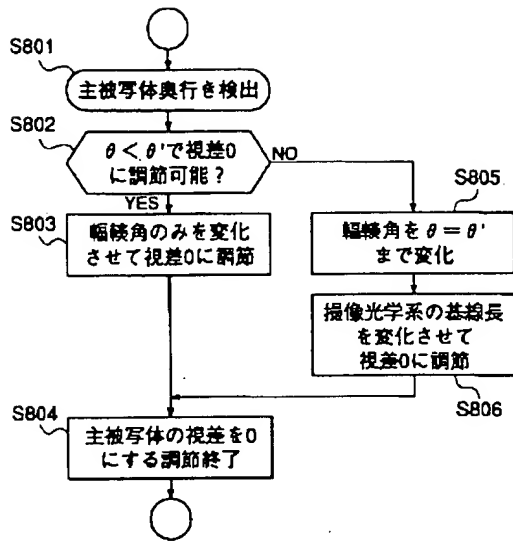 S801
主被写体奥行き検出
S802
θ<θ'で視差0
に調節可能?
NO
YES
S803
輻輳角のみを変化
させて視差0に調節
S805
輻輳角をθ=θ'
まで変化
撮像光学系の基線長
を変化させて
視差0に調節
S806
S804
主被写体の視差を0
にする調節終了